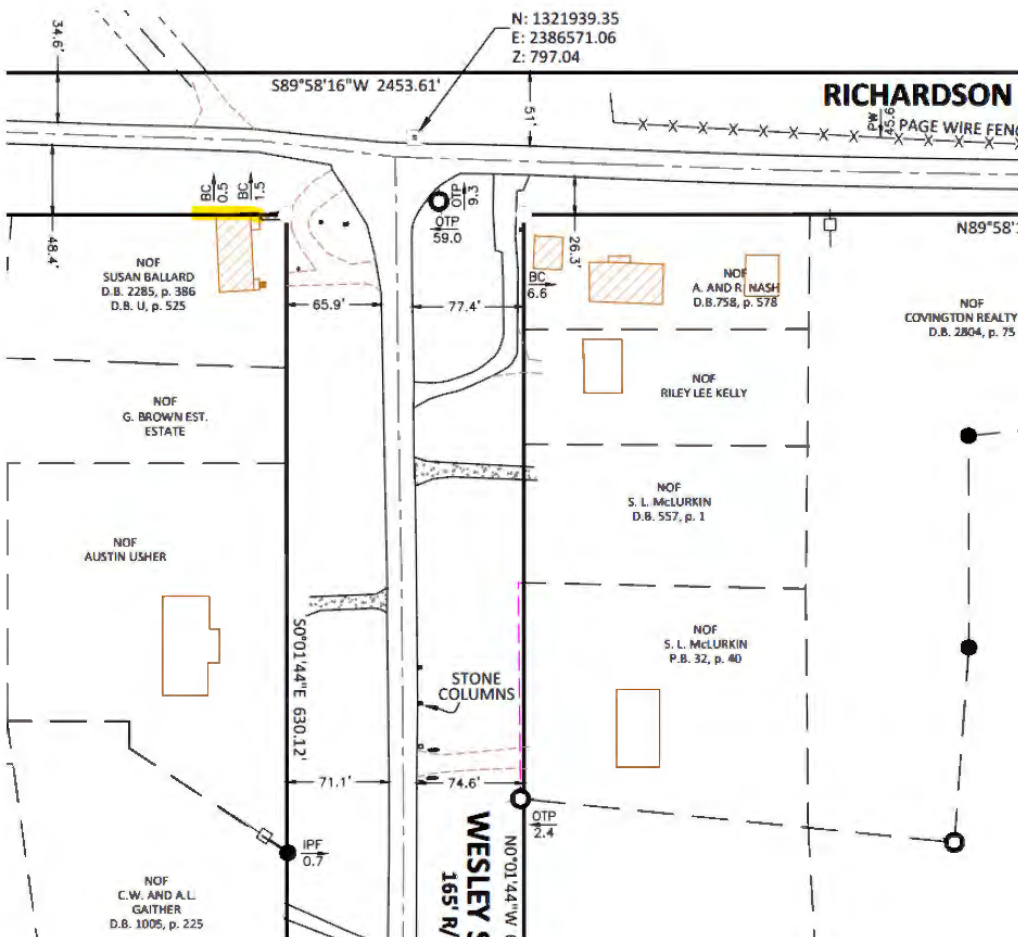 N: 1321939.35
E: 2386571.06
Z: 797.04
34.6'
S89°58'16"W 2453.61'
51'
RICHARDSON
PW
45.6
PAGE WIRE FENC
BC
0.5
BC
1.5
OTP
9.3
OTP
59.0
48.4'
26.3'
N89°58'1
NOF
SUSAN BALLARD
D.B. 2285, p. 386
D.B. U, p. 525
65.9'
77.4'
BC
6.6
NOF
A. AND R. NASH
D.B.758, p. 578
NOF
COVINGTON REALTY
D.B. 2804, p. 75
NOF
G. BROWN EST.
ESTATE
NOF
RILEY LEE KELLY
NOF
S. L. McLURKIN
D.B. 557, p. 1
NOF
AUSTIN USHER
S0°01'44"E 630.12'
NOF
S. L. McLURKIN
P.B. 32, p. 40
STONE
COLUMNS
71.1'
74.6'
OTP
2.4
IPF
0.7
WESLEY S
165' R/
N0°01'44"W
NOF
C.W. AND A.L.
GAITHER
D.B. 1005, p. 225